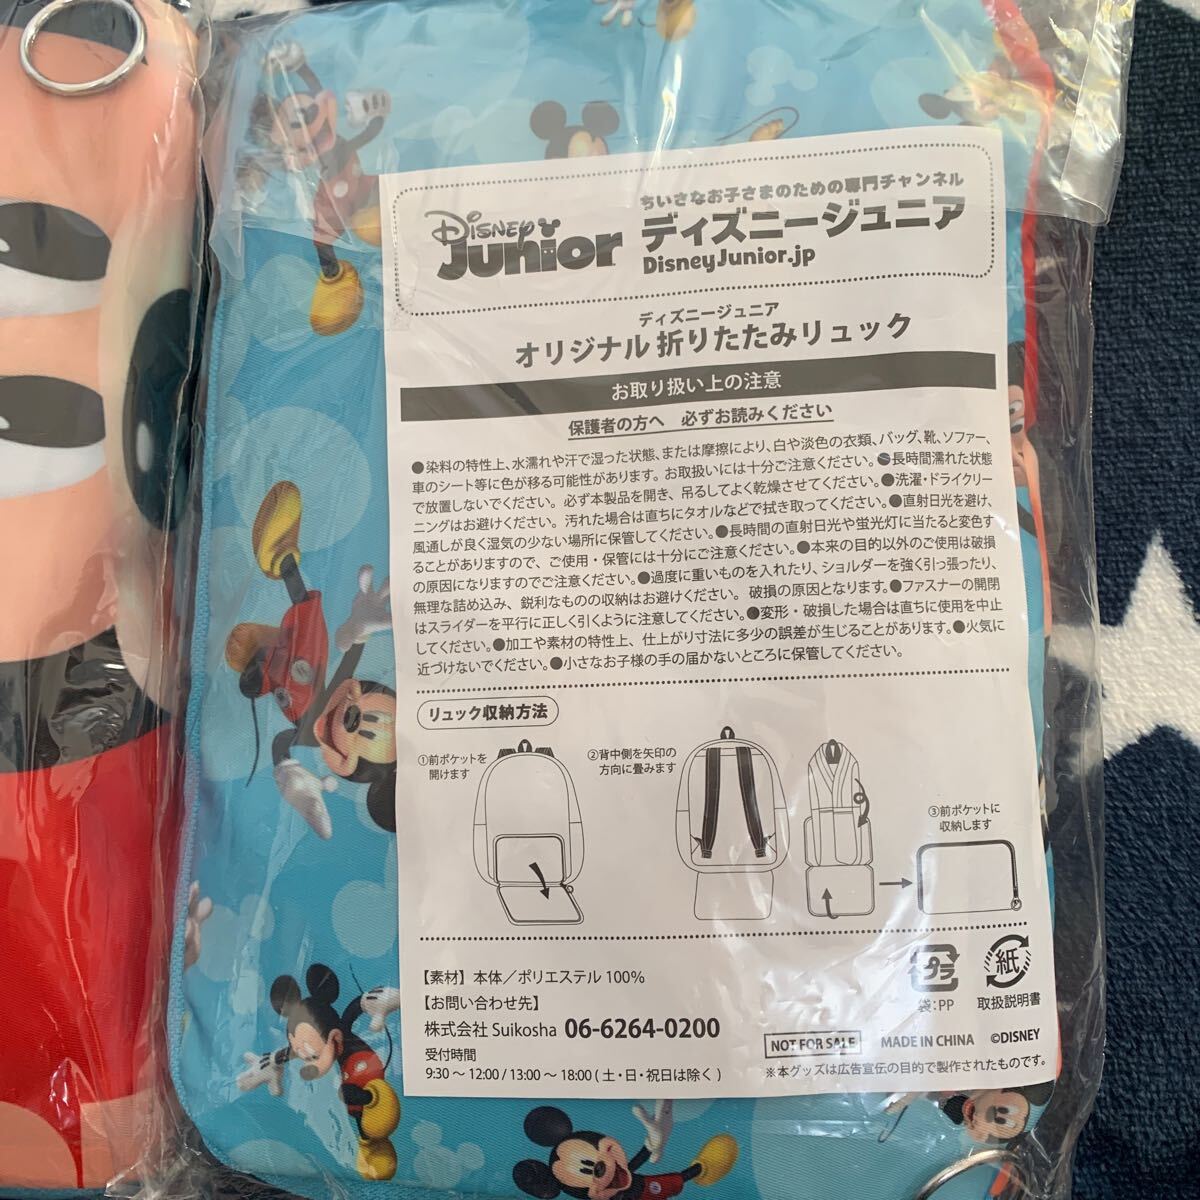 Disney Junior
ちいさなお子さまのための専門チャンネル
ディズニージュニア
DisneyJunior.jp
ディズニージュニア
オリジナル 折りたたみリュック
お取り扱い上の注意
保護者の方へ 必ずお読みください
●染料の特性上、水濡れや汗で湿った状態、または摩擦により、白や淡色の衣類、バッグ、靴、ソファー、
車のシート等に色が移る可能性があります。お取扱いには十分ご注意ください。●長時間濡れた状態
で放置しないでください。必ず本製品を開き、吊るしてよく乾燥させてください。●洗濯・ドライクリー
ニングはお避けください。汚れた場合は直ちにタオルなどで拭き取ってください。●直射日光を避け、
風通しが良く湿気の少ない場所に保管してください。●長時間の直射日光や蛍光灯に当たると変色す
ることがありますので、ご使用・保管には十分にご注意ください。●本来の目的以外のご使用は破損
の原因になりますのでご注意ください。●過度に重いものを入れたり、ショルダーを強く引っ張ったり、
無理な詰め込み、鋭利なものの収納はお避けください。破損の原因となります。●ファスナーの開閉
はスライダーを平行に正しく引くように注意してください。●変形・破損した場合は直ちに使用を中止
してください。●加工や素材の特性上、仕上がり寸法に多少の誤差が生じることがあります。●火気に
近づけないでください。●小さなお子様の手の届かないところに保管してください。
リュック収納方法
①前ポケットを
開けます
②背中側を矢印の
方向に畳みます
③前ポケットに
収納します
【素材】本体／ポリエステル 100%
【お問い合わせ先】
株式会社 Suikosha 06-6264-0200
受付時間
9:30 ～ 12:00 / 13:00 ～ 18:00 ( 土・日・祝日は除く )
プラ
袋：PP
紙
取扱説明書
NOT FOR SALE MADE IN CHINA ©DISNEY
※本グッズは広告宣伝の目的で製作されたものです。